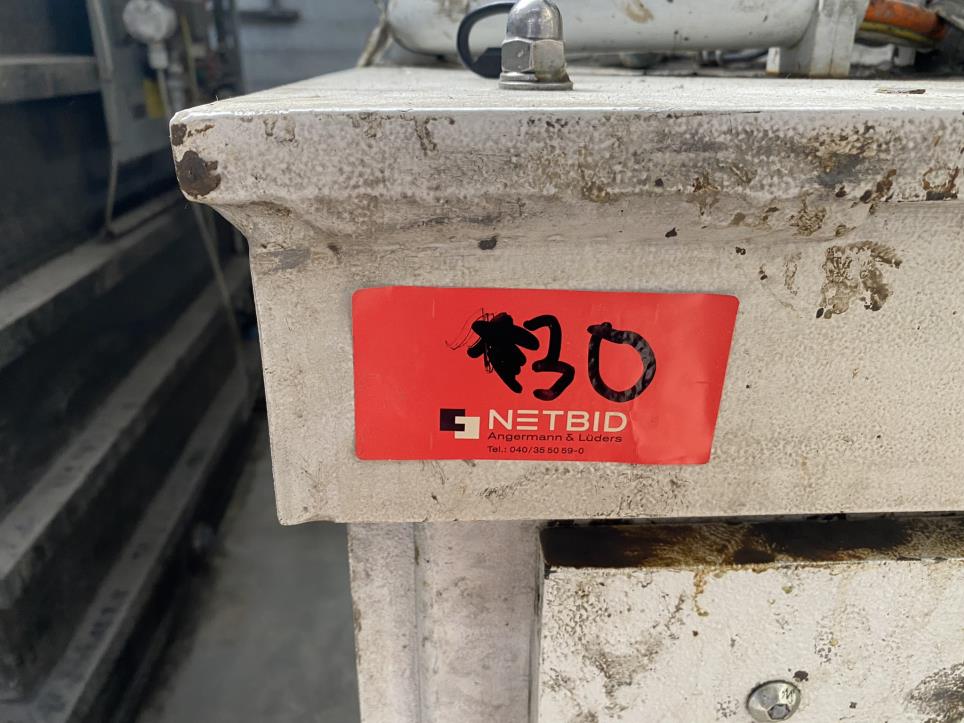 30
NETBID
Angermann & Lüders
Tel.: 040/35 50 59-0